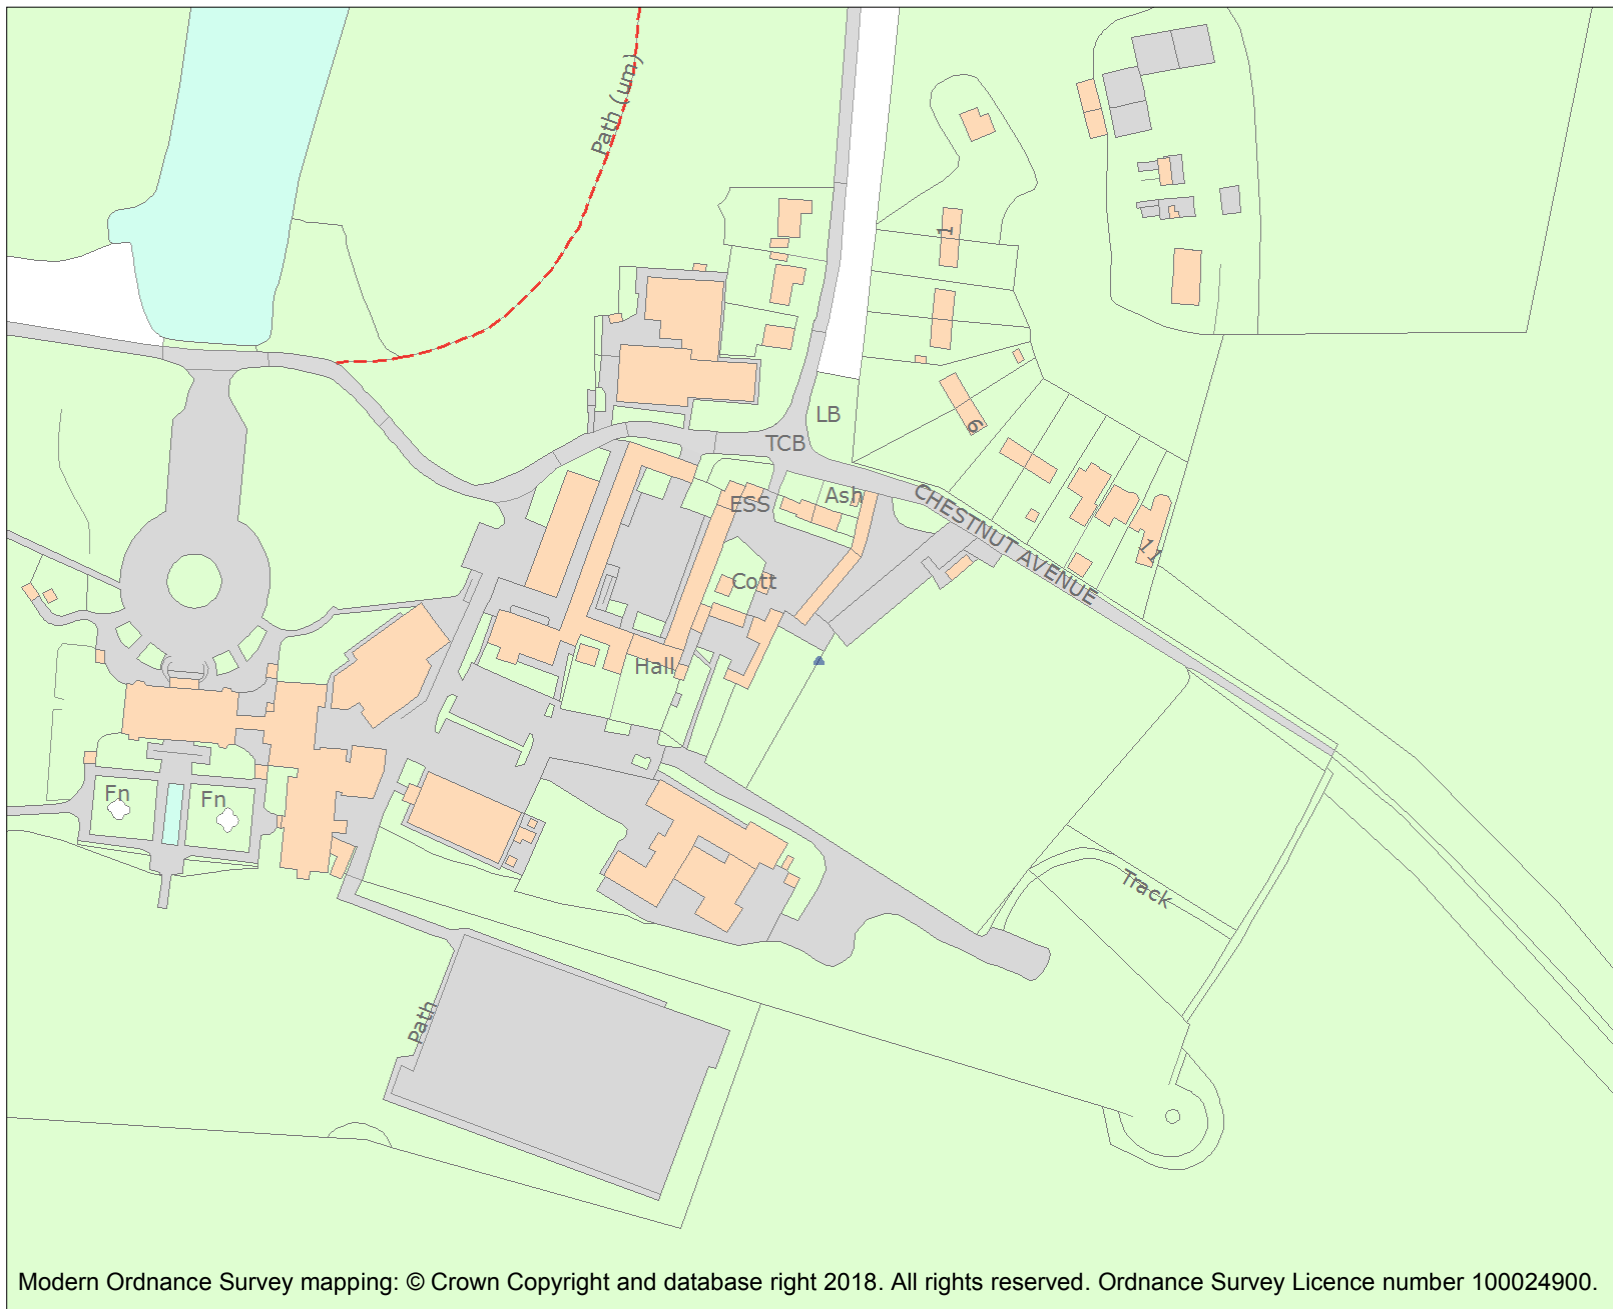 Path (um)
1
LB
TCB
6
ESS
Ash
CHESTNUT AVENUE
11
Cott
Hall
Fn
Fn
Track
Path
Modern Ordnance Survey mapping: © Crown Copyright and database right 2018. All rights reserved. Ordnance Survey Licence number 100024900.